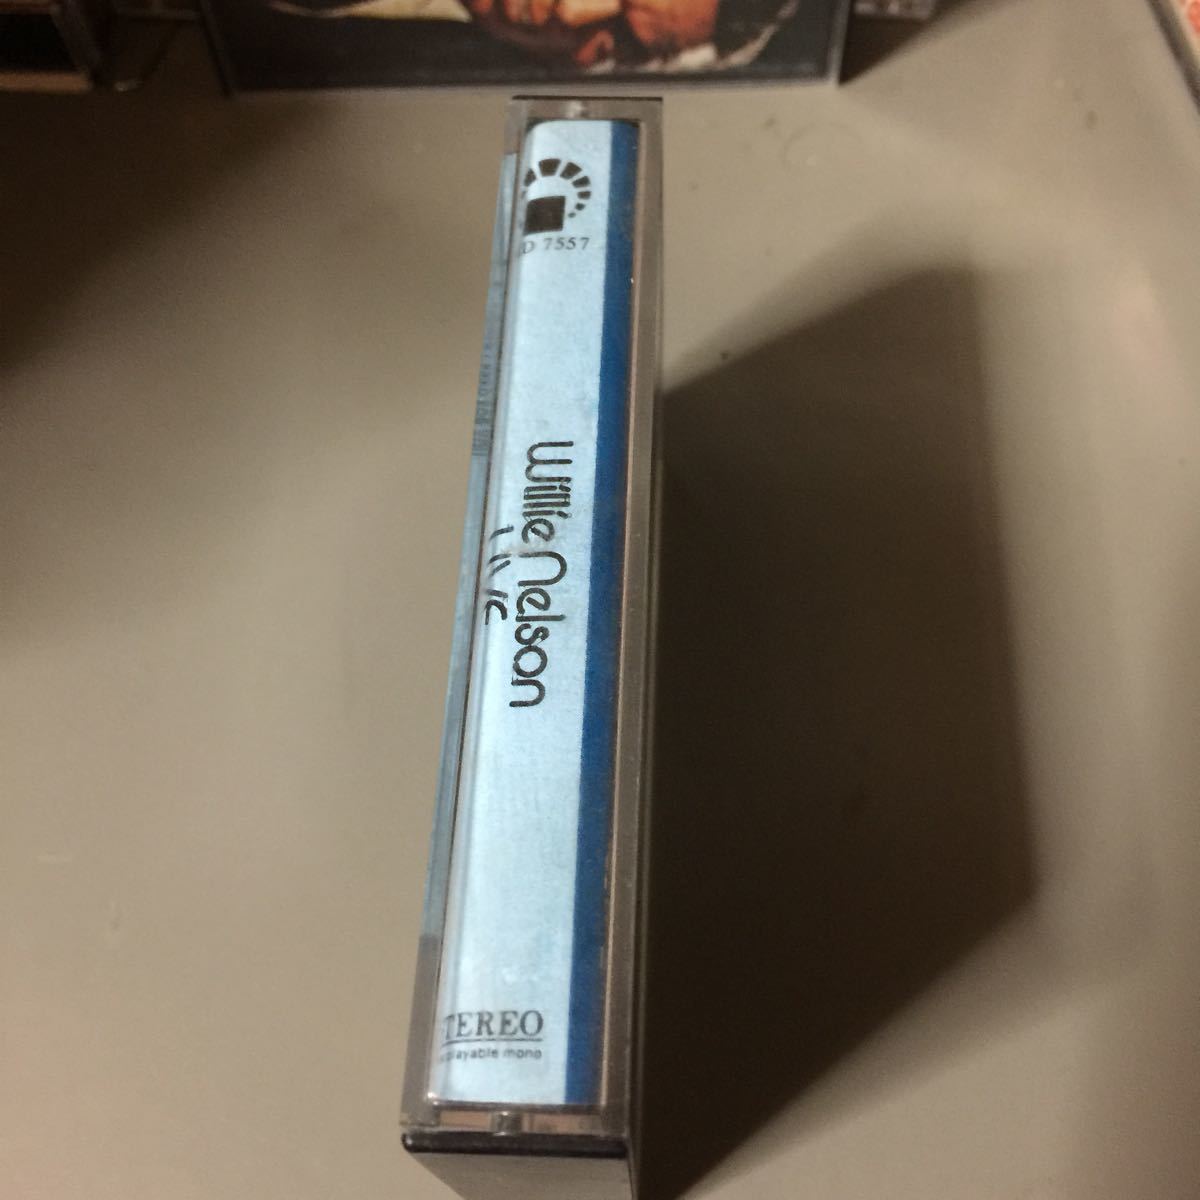 D 7557
Willie Nelson
TEREO
playable mono